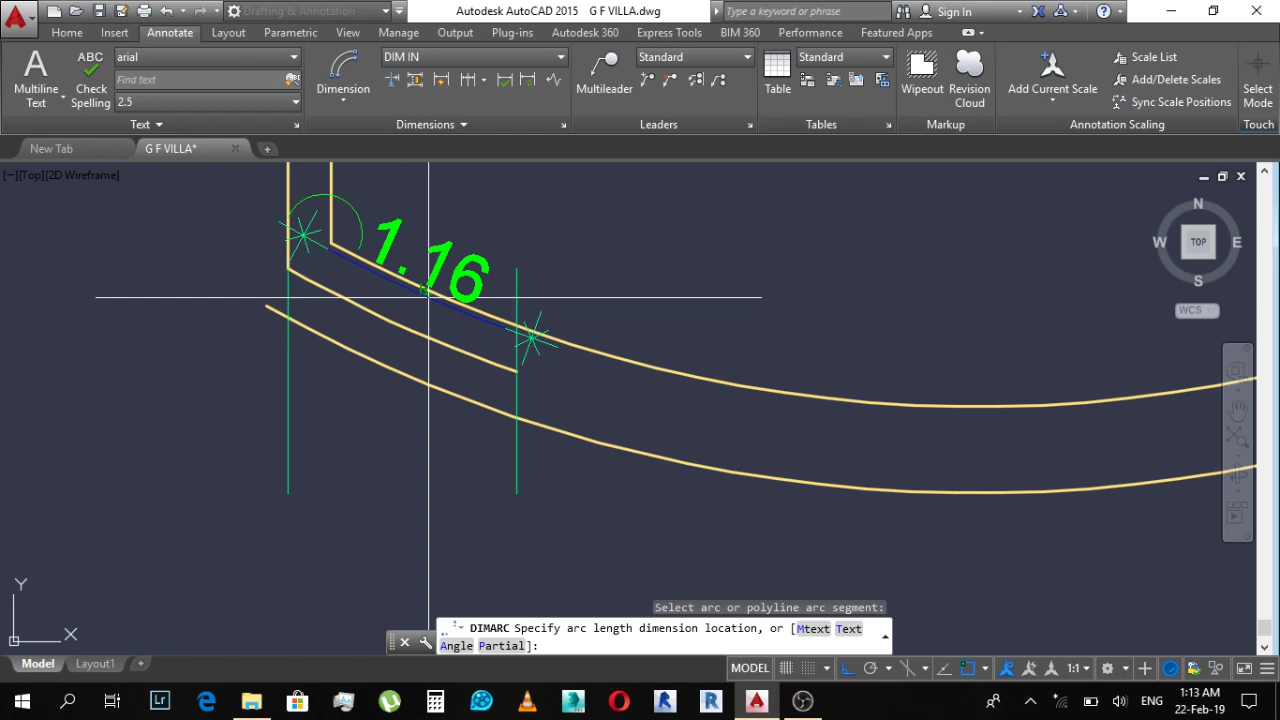 Drafting & Annotation
Autodesk AutoCAD 2015 G F VILLA.dwg
Type a keyword or phrase
Sign In
Home Insert Annotate Layout Parametric View Manage Output Plug-ins Autodesk 360 Express Tools BIM 360 Performance Featured Apps
Multiline Text
ABC
Check Spelling
arial
Find text
2.5
Dimension
DIM IN
Multileader
Standard
Table
Standard
Wipeout
Revision Cloud
Add Current Scale
Scale List
Add/Delete Scales
Sync Scale Positions
Select Mode
Text Dimensions Leaders Tables Markup Annotation Scaling Touch
New Tab G F VILLA*
[−][Top][2D Wireframe]
N
W TOP E
S
WCS
1.16
Y
X
Select arc or polyline arc segment:
DIMARC Specify arc length dimension location, or [Mtext Text
Angle Partial]:
Model Layout1
MODEL 1:1
Lr
R
ENG
1:13 AM
22-Feb-19